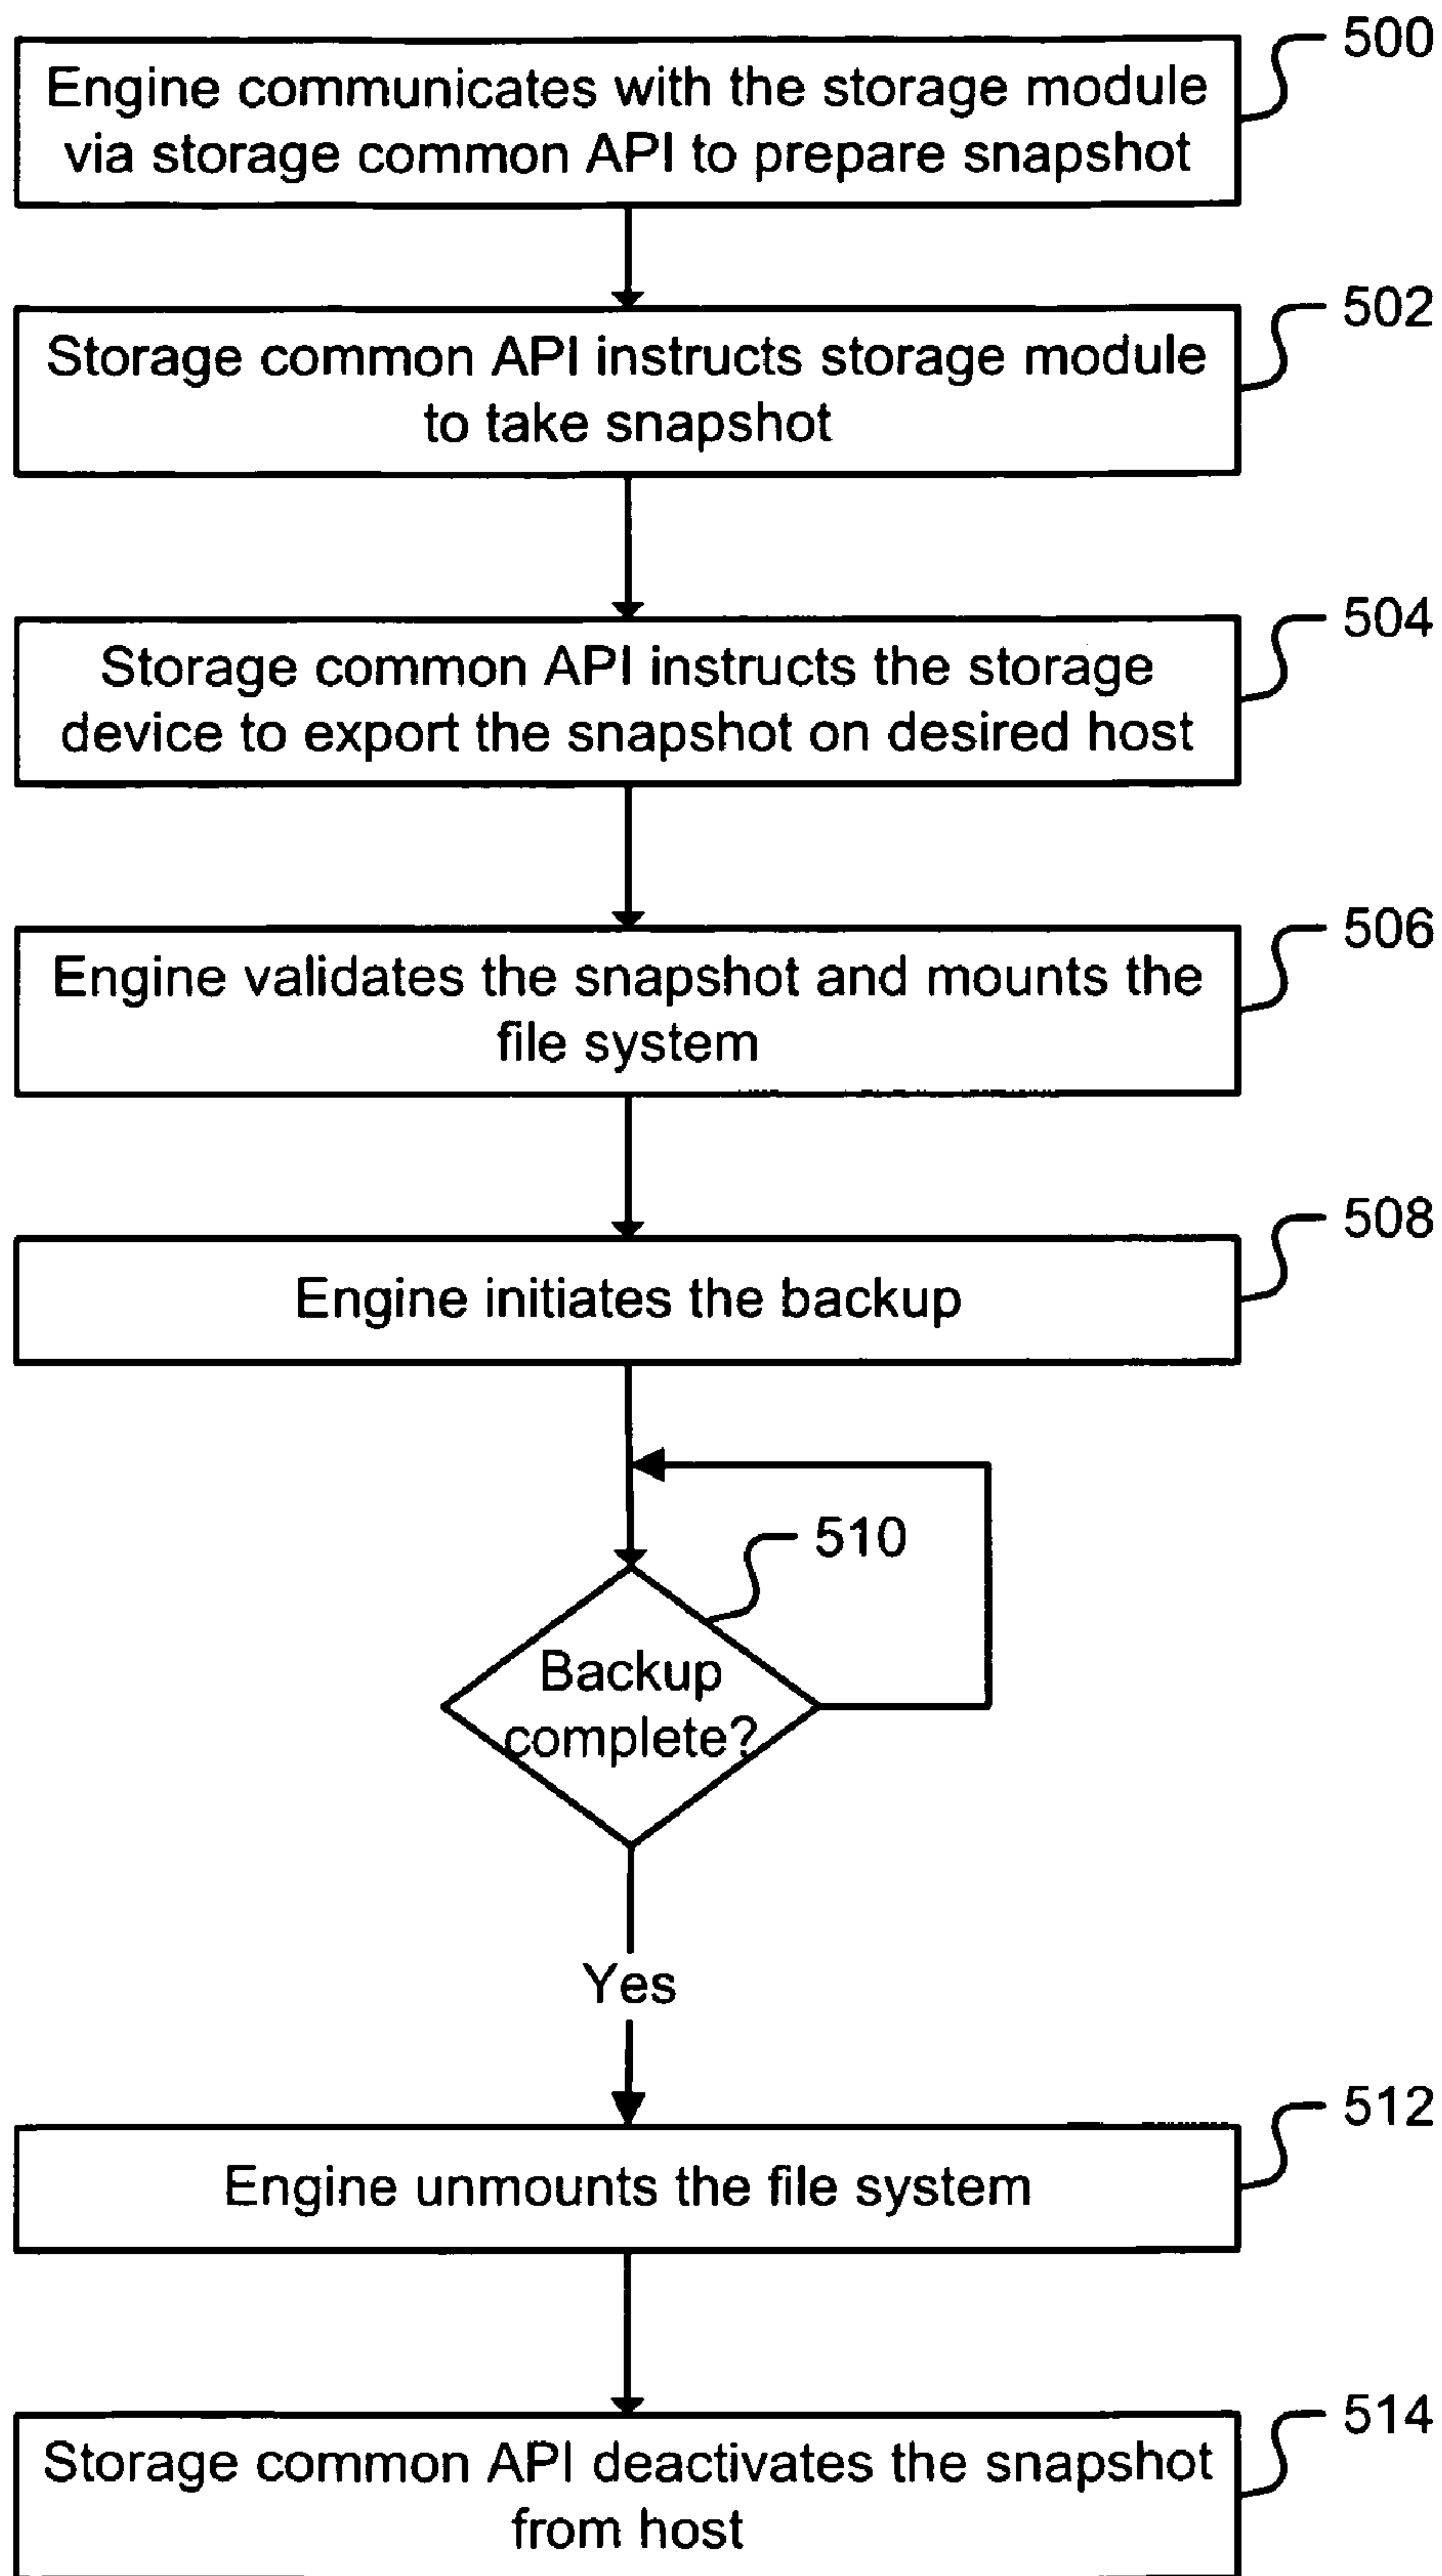 500
Engine communicates with the storage module
via storage common API to prepare snapshot
502
Storage common API instructs storage module
to take snapshot
504
Storage common API instructs the storage
device to export the snapshot on desired host
506
Engine validates the snapshot and mounts the
file system
508
Engine initiates the backup
510
Backup
complete?
Yes
512
Engine unmounts the file system
514
Storage common API deactivates the snapshot
from host